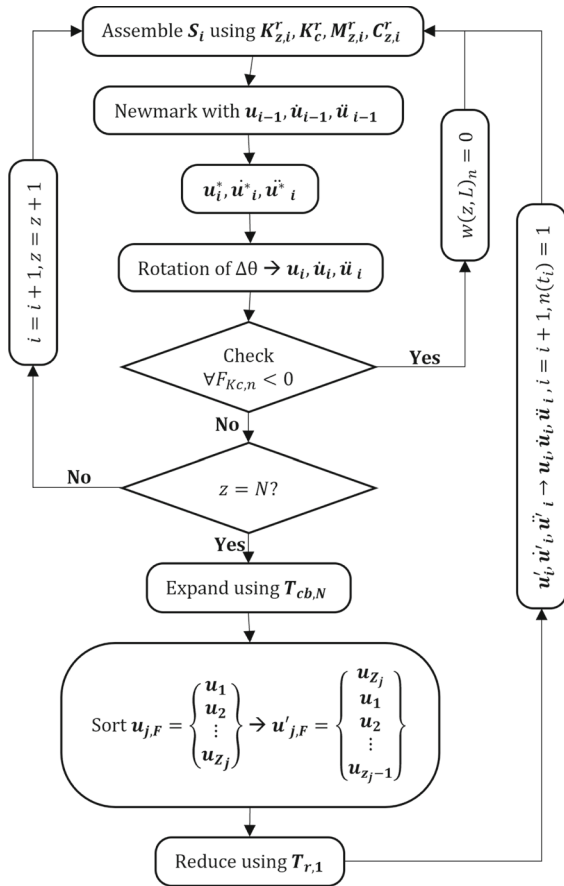 Assemble S_i using K^r_{z,i}, K^r_c, M^r_{z,i}, C^r_{z,i}
Newmark with u_{i−1}, u̇_{i−1}, ü_{i−1}
u^*_i, u̇^*_i, ü^*_i
Rotation of Δθ → u_i, u̇_i, ü_i
Check
∀F_{Kc,n} < 0
Yes
No
z = N?
No
Yes
Expand using T_{cb,N}
Sort u_{j,F} = {u_1 u_2 ⋮ u_{Z_j}} → u'_{j,F} = {u_{Z_j} u_1 u_2 ⋮ u_{z_j−1}}
Reduce using T_{r,1}
i = i + 1, z = z + 1
w(z, L)_n = 0
u'_i, u̇'_i, ü'_i → u_i, u̇_i, ü_i, i = i + 1, n(t_i) = 1